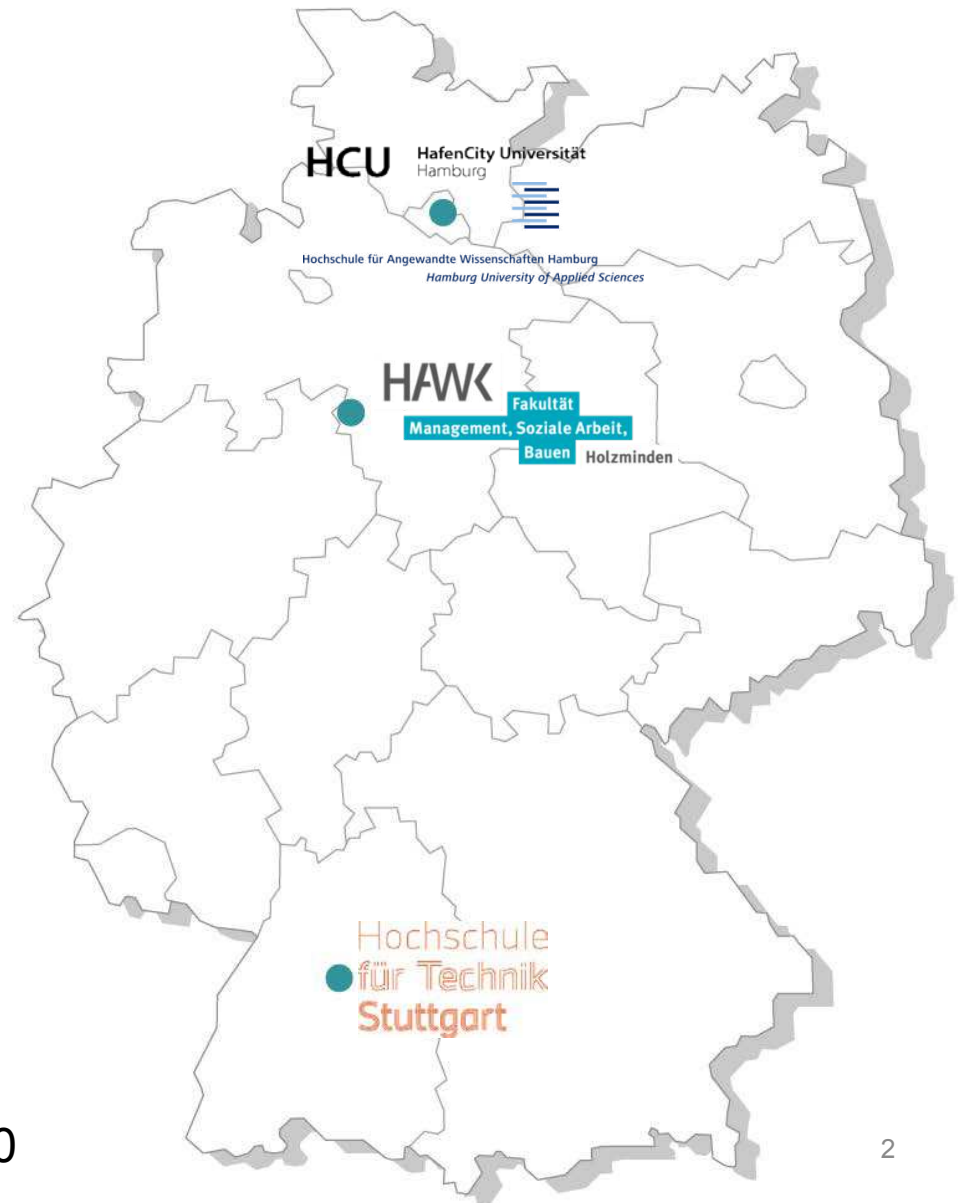 HCU HafenCity Universität
Hamburg
Hochschule für Angewandte Wissenschaften Hamburg
Hamburg University of Applied Sciences
HAWK
Fakultät
Management, Soziale Arbeit,
Bauen Holzminden
Hochschule
für Technik
Stuttgart
0
2